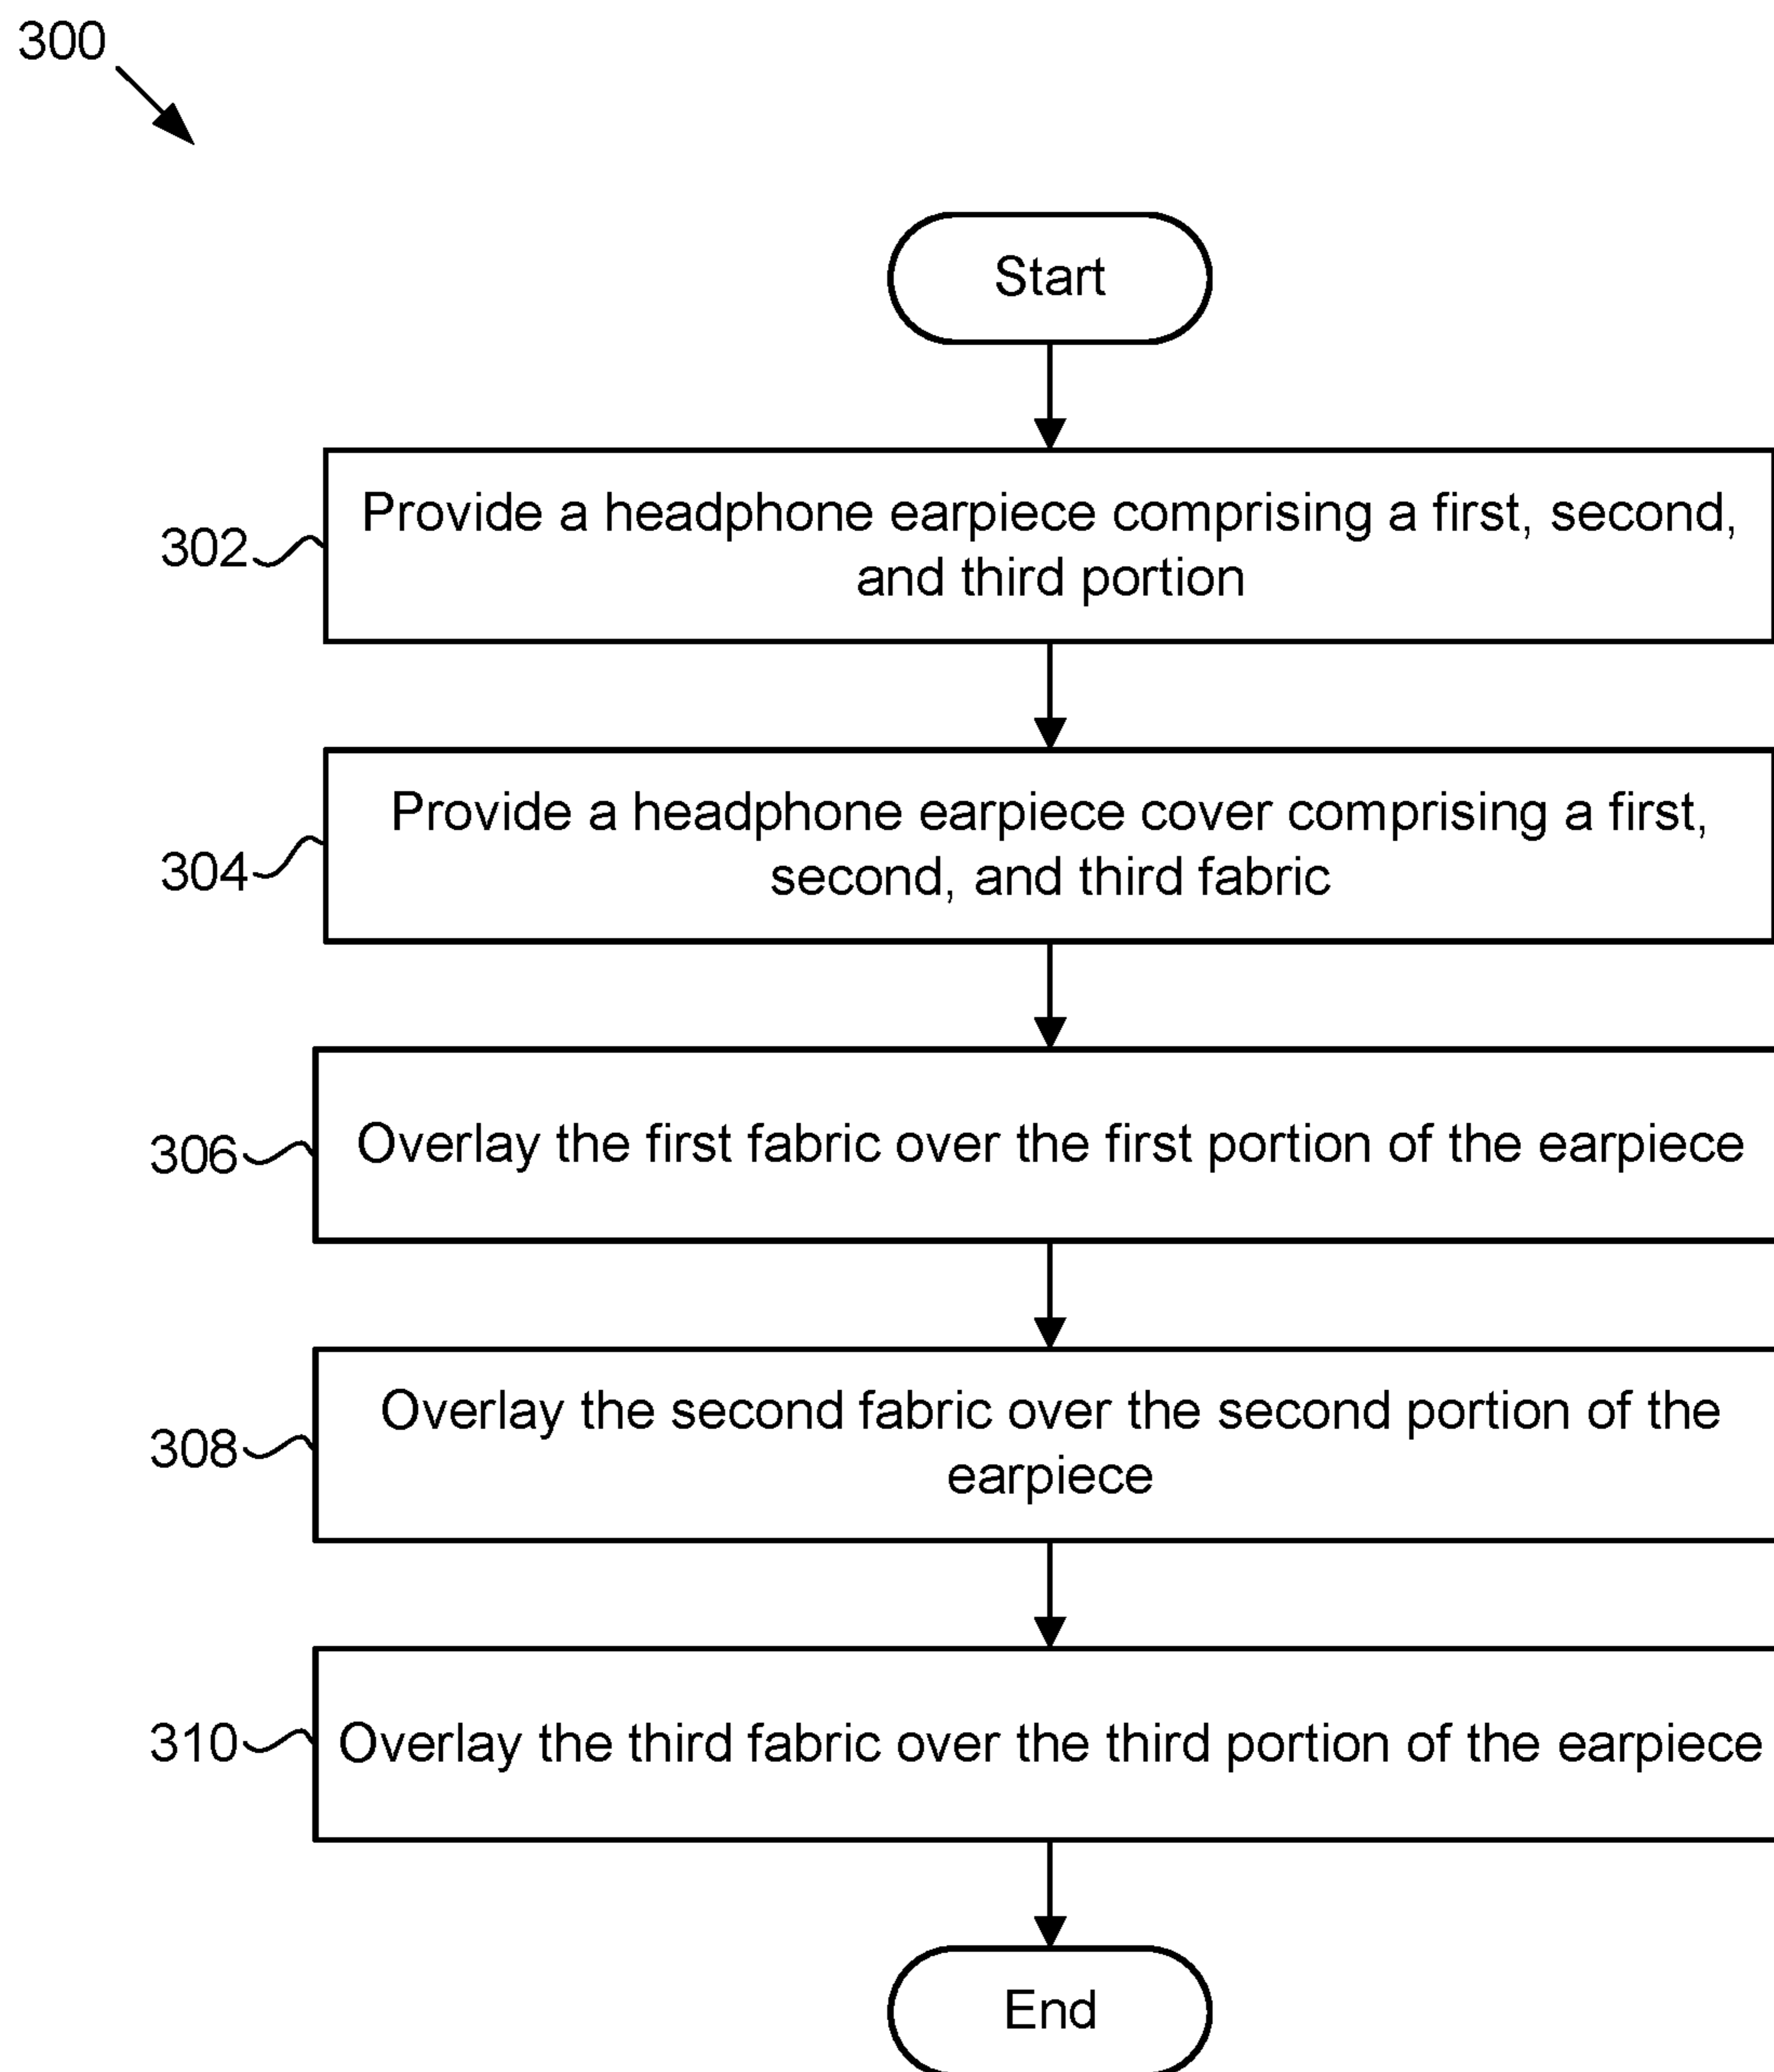 300
Start
302
Provide a headphone earpiece comprising a first, second,
and third portion
304
Provide a headphone earpiece cover comprising a first,
second, and third fabric
306
Overlay the first fabric over the first portion of the earpiece
308
Overlay the second fabric over the second portion of the
earpiece
310
Overlay the third fabric over the third portion of the earpiece
End